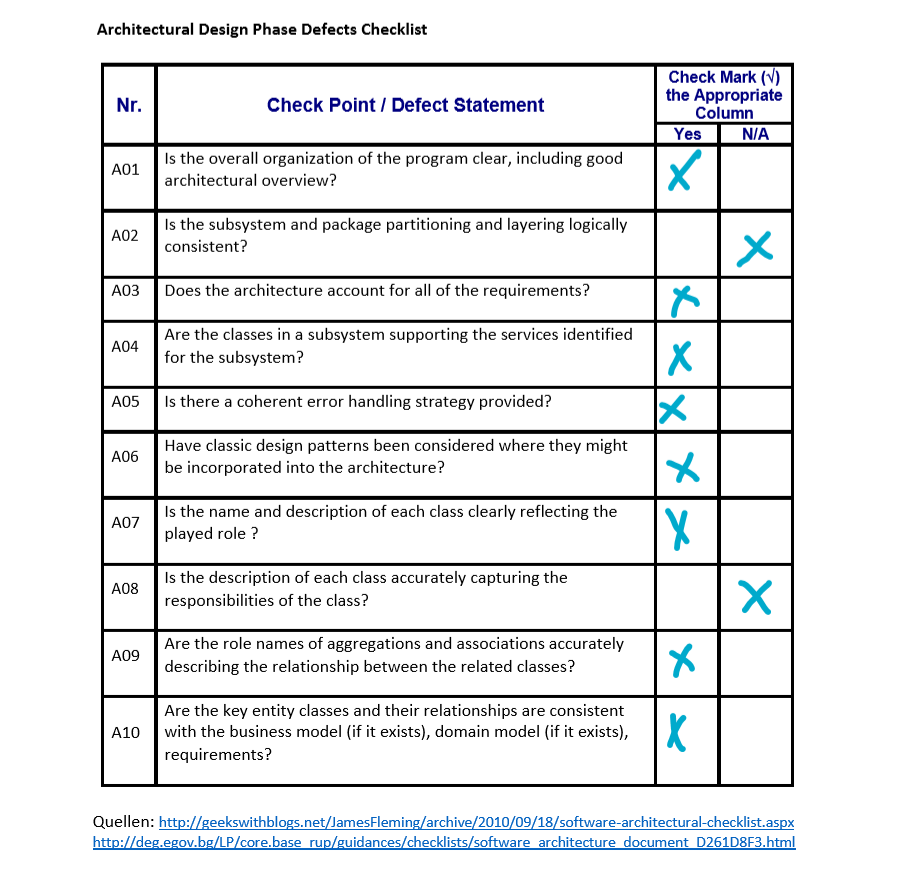 Architectural Design Phase Defects Checklist
Nr.
Check Point / Defect Statement
Check Mark (√)
the Appropriate
Column
Yes
N/A
A01
Is the overall organization of the program clear, including good
architectural overview?
X
A02
Is the subsystem and package partitioning and layering logically
consistent?
X
A03
Does the architecture account for all of the requirements?
X
A04
Are the classes in a subsystem supporting the services identified
for the subsystem?
X
A05
Is there a coherent error handling strategy provided?
X
A06
Have classic design patterns been considered where they might
be incorporated into the architecture?
X
A07
Is the name and description of each class clearly reflecting the
played role ?
X
A08
Is the description of each class accurately capturing the
responsibilities of the class?
X
A09
Are the role names of aggregations and associations accurately
describing the relationship between the related classes?
X
A10
Are the key entity classes and their relationships are consistent
with the business model (if it exists), domain model (if it exists),
requirements?
X
Quellen: http://geekswithblogs.net/JamesFleming/archive/2010/09/18/software-architectural-checklist.aspx
http://deg.egov.bg/LP/core.base_rup/guidances/checklists/software_architecture_document_D261D8F3.html